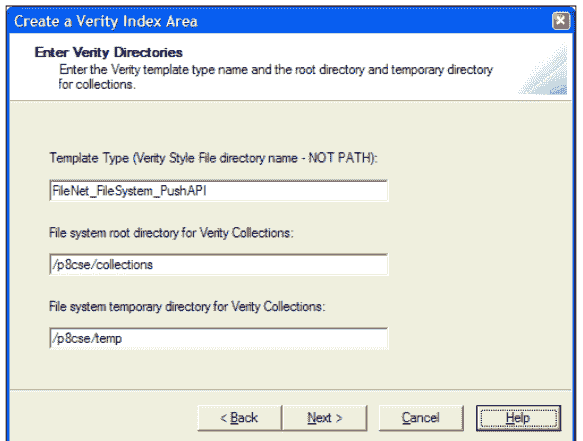 Create a Verity Index Area
Enter Verity Directories
Enter the Verity template type name and the root directory and temporary directory
for collections.
Template Type (Verity Style File directory name - NOT PATH):
FileNet_FileSystem_PushAPI
File system root directory for Verity Collections:
/p8cse/collections
File system temporary directory for Verity Collections:
/p8cse/temp
< Back Next > Cancel Help